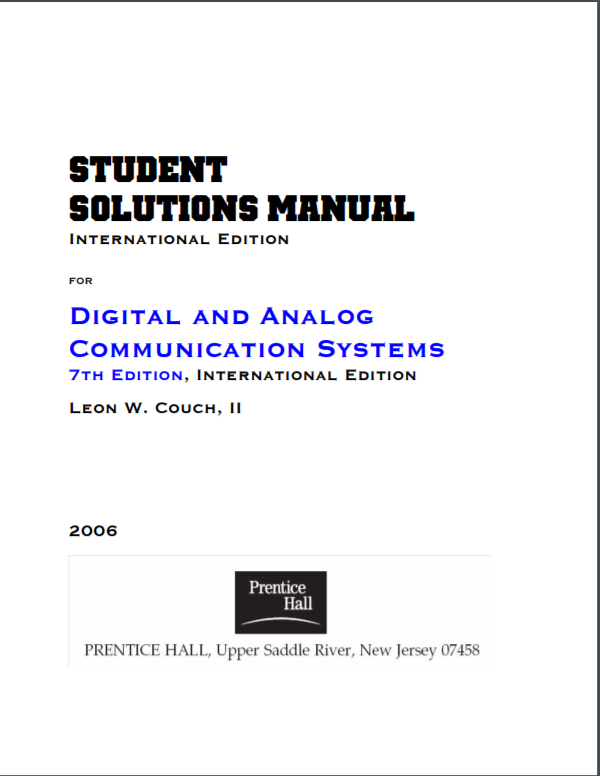 STUDENT
SOLUTIONS MANUAL
INTERNATIONAL EDITION
FOR
DIGITAL AND ANALOG
COMMUNICATION SYSTEMS
7TH EDITION, INTERNATIONAL EDITION
LEON W. COUCH, II
2006
Prentice
Hall
PRENTICE HALL, Upper Saddle River, New Jersey 07458